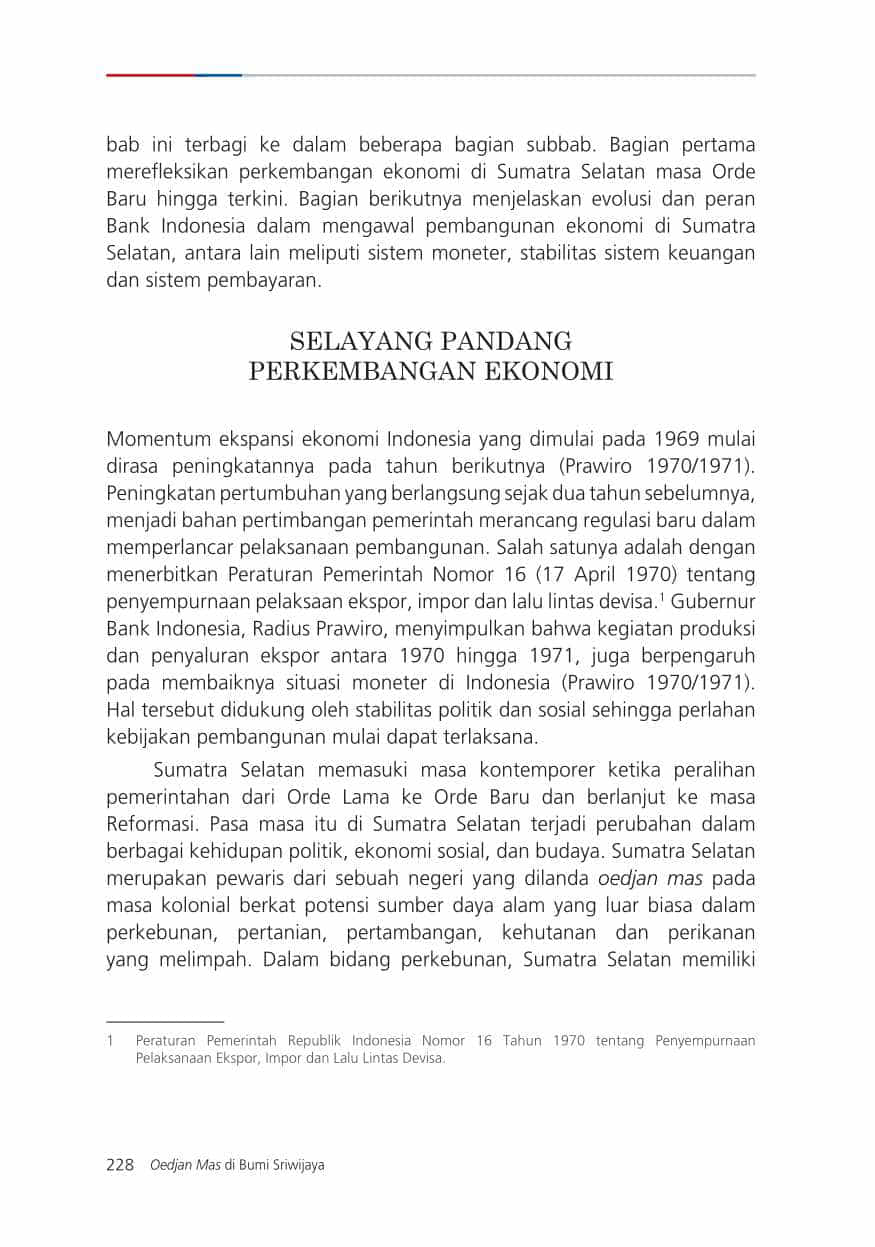 bab ini terbagi ke dalam beberapa bagian subbab. Bagian pertama
merefleksikan perkembangan ekonomi di Sumatra Selatan masa Orde
Baru hingga terkini. Bagian berikutnya menjelaskan evolusi dan peran
Bank Indonesia dalam mengawal pembangunan ekonomi di Sumatra
Selatan, antara lain meliputi sistem moneter, stabilitas sistem keuangan
dan sistem pembayaran.
SELAYANG PANDANG
PERKEMBANGAN EKONOMI
Momentum ekspansi ekonomi Indonesia yang dimulai pada 1969 mulai
dirasa peningkatannya pada tahun berikutnya (Prawiro 1970/1971).
Peningkatan pertumbuhan yang berlangsung sejak dua tahun sebelumnya,
menjadi bahan pertimbangan pemerintah merancang regulasi baru dalam
memperlancar pelaksanaan pembangunan. Salah satunya adalah dengan
menerbitkan Peraturan Pemerintah Nomor 16 (17 April 1970) tentang
penyempurnaan pelaksaan ekspor, impor dan lalu lintas devisa.¹ Gubernur
Bank Indonesia, Radius Prawiro, menyimpulkan bahwa kegiatan produksi
dan penyaluran ekspor antara 1970 hingga 1971, juga berpengaruh
pada membaiknya situasi moneter di Indonesia (Prawiro 1970/1971).
Hal tersebut didukung oleh stabilitas politik dan sosial sehingga perlahan
kebijakan pembangunan mulai dapat terlaksana.
Sumatra Selatan memasuki masa kontemporer ketika peralihan
pemerintahan dari Orde Lama ke Orde Baru dan berlanjut ke masa
Reformasi. Pasa masa itu di Sumatra Selatan terjadi perubahan dalam
berbagai kehidupan politik, ekonomi sosial, dan budaya. Sumatra Selatan
merupakan pewaris dari sebuah negeri yang dilanda oedjan mas pada
masa kolonial berkat potensi sumber daya alam yang luar biasa dalam
perkebunan, pertanian, pertambangan, kehutanan dan perikanan
yang melimpah. Dalam bidang perkebunan, Sumatra Selatan memiliki
1 Peraturan Pemerintah Republik Indonesia Nomor 16 Tahun 1970 tentang Penyempurnaan
Pelaksanaan Ekspor, Impor dan Lalu Lintas Devisa.
228 Oedjan Mas di Bumi Sriwijaya